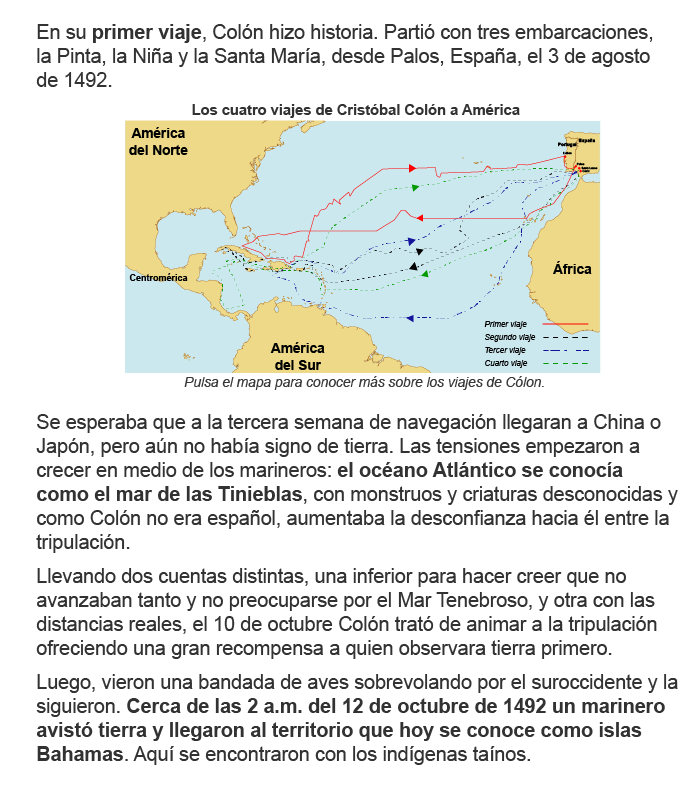 En su primer viaje, Colón hizo historia. Partió con tres embarcaciones,
la Pinta, la Niña y la Santa María, desde Palos, España, el 3 de agosto
de 1492.
Los cuatro viajes de Cristóbal Colón a América
América
del Norte
Portugal
España
Centromérica
África
América
del Sur
Primer viaje
Segundo viaje
Tercer viaje
Cuarto viaje
Pulsa el mapa para conocer más sobre los viajes de Cólon.
Se esperaba que a la tercera semana de navegación llegaran a China o
Japón, pero aún no había signo de tierra. Las tensiones empezaron a
crecer en medio de los marineros: el océano Atlántico se conocía
como el mar de las Tinieblas, con monstruos y criaturas desconocidas y
como Colón no era español, aumentaba la desconfianza hacia él entre la
tripulación.
Llevando dos cuentas distintas, una inferior para hacer creer que no
avanzaban tanto y no preocuparse por el Mar Tenebroso, y otra con las
distancias reales, el 10 de octubre Colón trató de animar a la tripulación
ofreciendo una gran recompensa a quien observara tierra primero.
Luego, vieron una bandada de aves sobrevolando por el suroccidente y la
siguieron. Cerca de las 2 a.m. del 12 de octubre de 1492 un marinero
avistó tierra y llegaron al territorio que hoy se conoce como islas
Bahamas. Aquí se encontraron con los indígenas taínos.